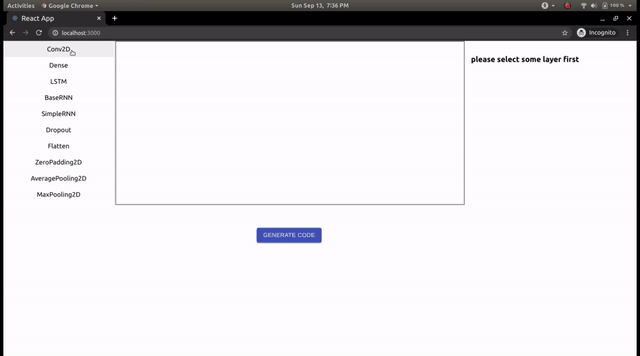 Activities
Google Chrome
Sun Sep 13, 7:36 PM
100 %
React App
localhost:3000
Incognito
Conv2D
Dense
LSTM
BaseRNN
SimpleRNN
Dropout
Flatten
ZeroPadding2D
AveragePooling2D
MaxPooling2D
please select some layer first
GENERATE CODE